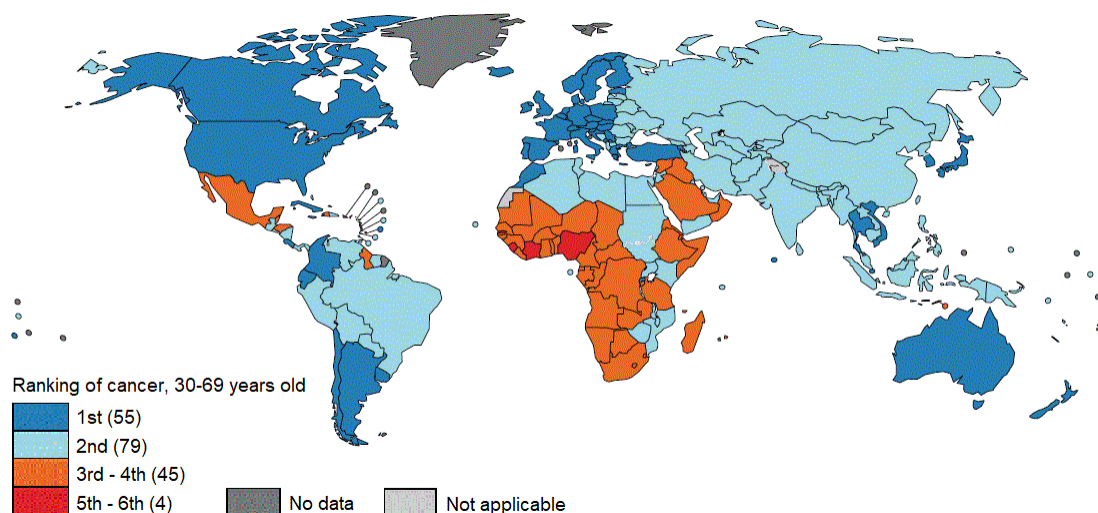 Ranking of cancer, 30-69 years old
1st (55)
2nd (79)
3rd - 4th (45)
5th - 6th (4)
No data
Not applicable